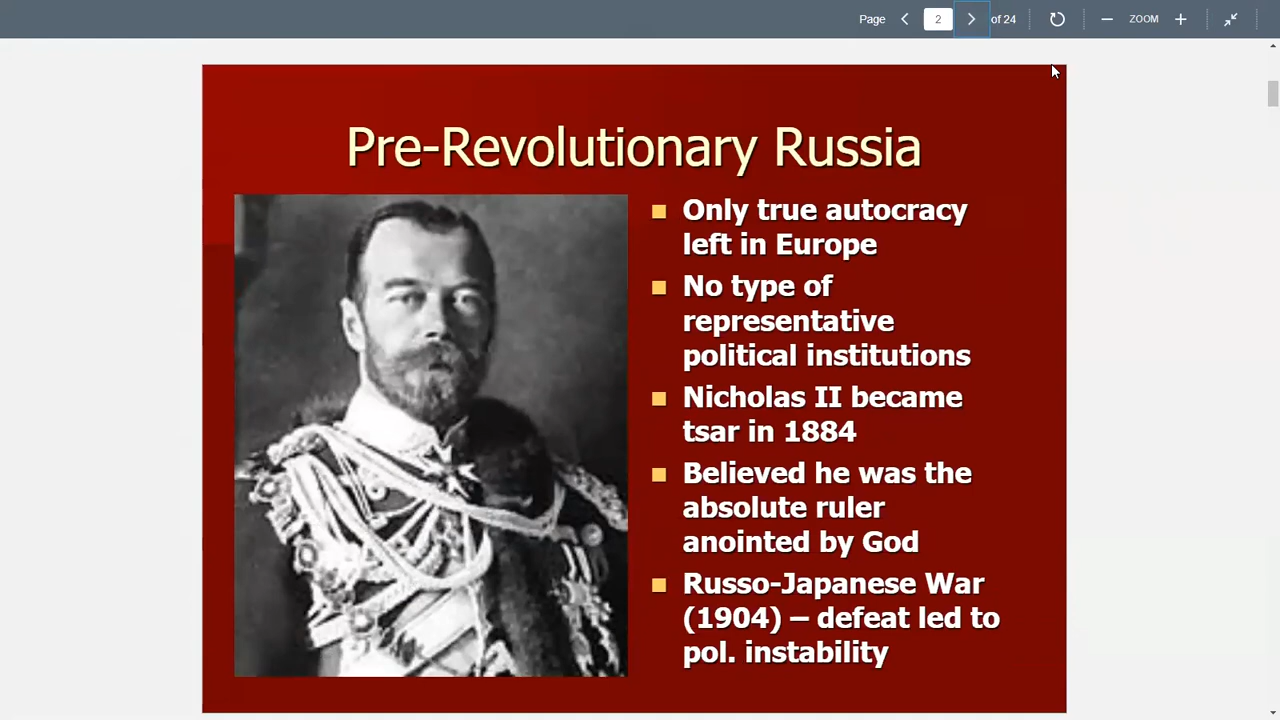 Page 2 of 24 ZOOM
Pre-Revolutionary Russia
Only true autocracy
left in Europe
No type of
representative
political institutions
Nicholas II became
tsar in 1884
Believed he was the
absolute ruler
anointed by God
Russo-Japanese War
(1904) – defeat led to
pol. instability